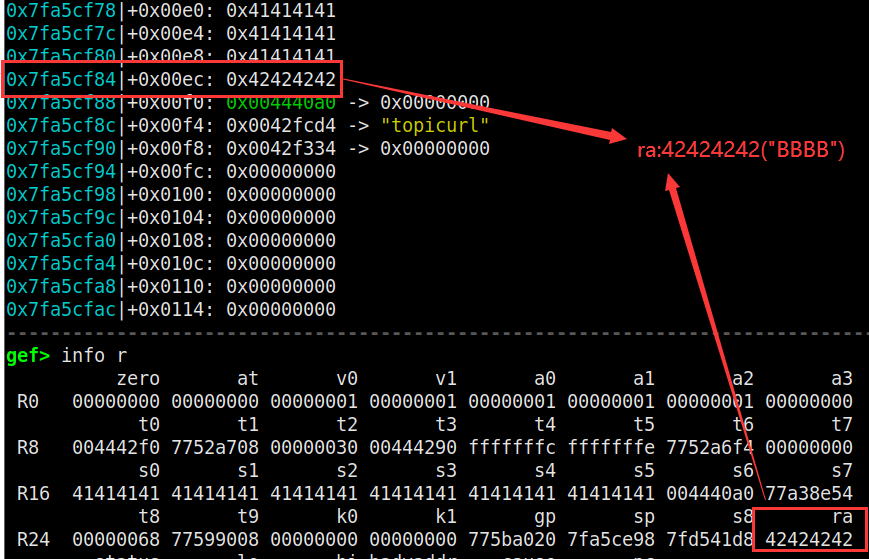 0x7fa5cf78|+0x00e0: 0x41414141
0x7fa5cf7c|+0x00e4: 0x41414141
0x7fa5cf80|+0x00e8: 0x41414141
0x7fa5cf84|+0x00ec: 0x42424242
0x7fa5cf88|+0x00f0: 0x004440a0 -> 0x00000000
0x7fa5cf8c|+0x00f4: 0x0042fcd4 -> "topicurl"
0x7fa5cf90|+0x00f8: 0x0042f334 -> 0x00000000
ra:42424242("BBBB")
0x7fa5cf94|+0x00fc: 0x00000000
0x7fa5cf98|+0x0100: 0x00000000
0x7fa5cf9c|+0x0104: 0x00000000
0x7fa5cfa0|+0x0108: 0x00000000
0x7fa5cfa4|+0x010c: 0x00000000
0x7fa5cfa8|+0x0110: 0x00000000
0x7fa5cfac|+0x0114: 0x00000000
gef> info r
zero at v0 v1 a0 a1 a2 a3
R0 00000000 00000000 00000001 00000001 00000001 00000001 00000001 00000000
t0 t1 t2 t3 t4 t5 t6 t7
R8 004442f0 7752a708 00000030 00444290 fffffffc fffffffe 7752a6f4 00000000
s0 s1 s2 s3 s4 s5 s6 s7
R16 41414141 41414141 41414141 41414141 41414141 41414141 004440a0 77a38e54
t8 t9 k0 k1 gp sp s8 ra
R24 00000068 77599008 00000000 00000000 775ba020 7fa5ce98 7fd541d8 42424242